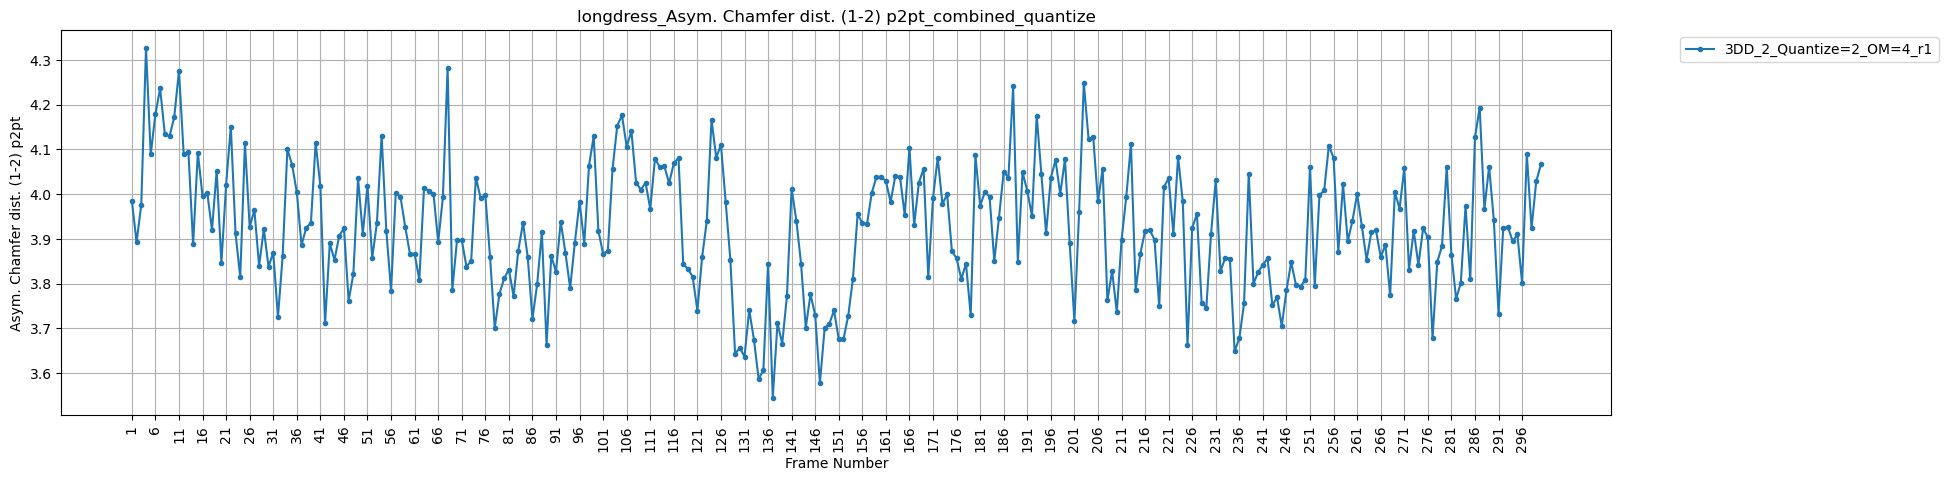 longdress_Asym. Chamfer dist. (1-2) p2pt_combined_quantize
3DD_2_Quantize=2_OM=4_r1
Asym. Chamfer dist. (1-2) p2pt
4.3
4.2
4.1
4.0
3.9
3.8
3.7
3.6
1 6 11 16 21 26 31 36 41 46 51 56 61 66 71 76 81 86 91 96 101 106 111 116 121 126 131 136 141 146 151 156 161 166 171 176 181 186 191 196 201 206 211 216 221 226 231 236 241 246 251 256 261 266 271 276 281 286 291 296
Frame Number